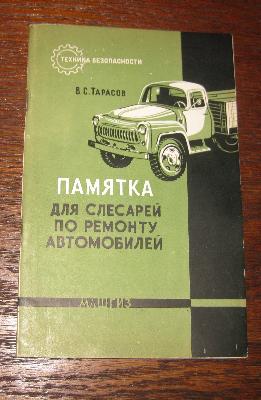 ТЕХНИКА БЕЗОПАСНОСТИ
В.С.ТАРАСОВ
ПАМЯТКА
ДЛЯ СЛЕСАРЕЙ
ПО РЕМОНТУ
АВТОМОБИЛЕЙ
МАШГИЗ